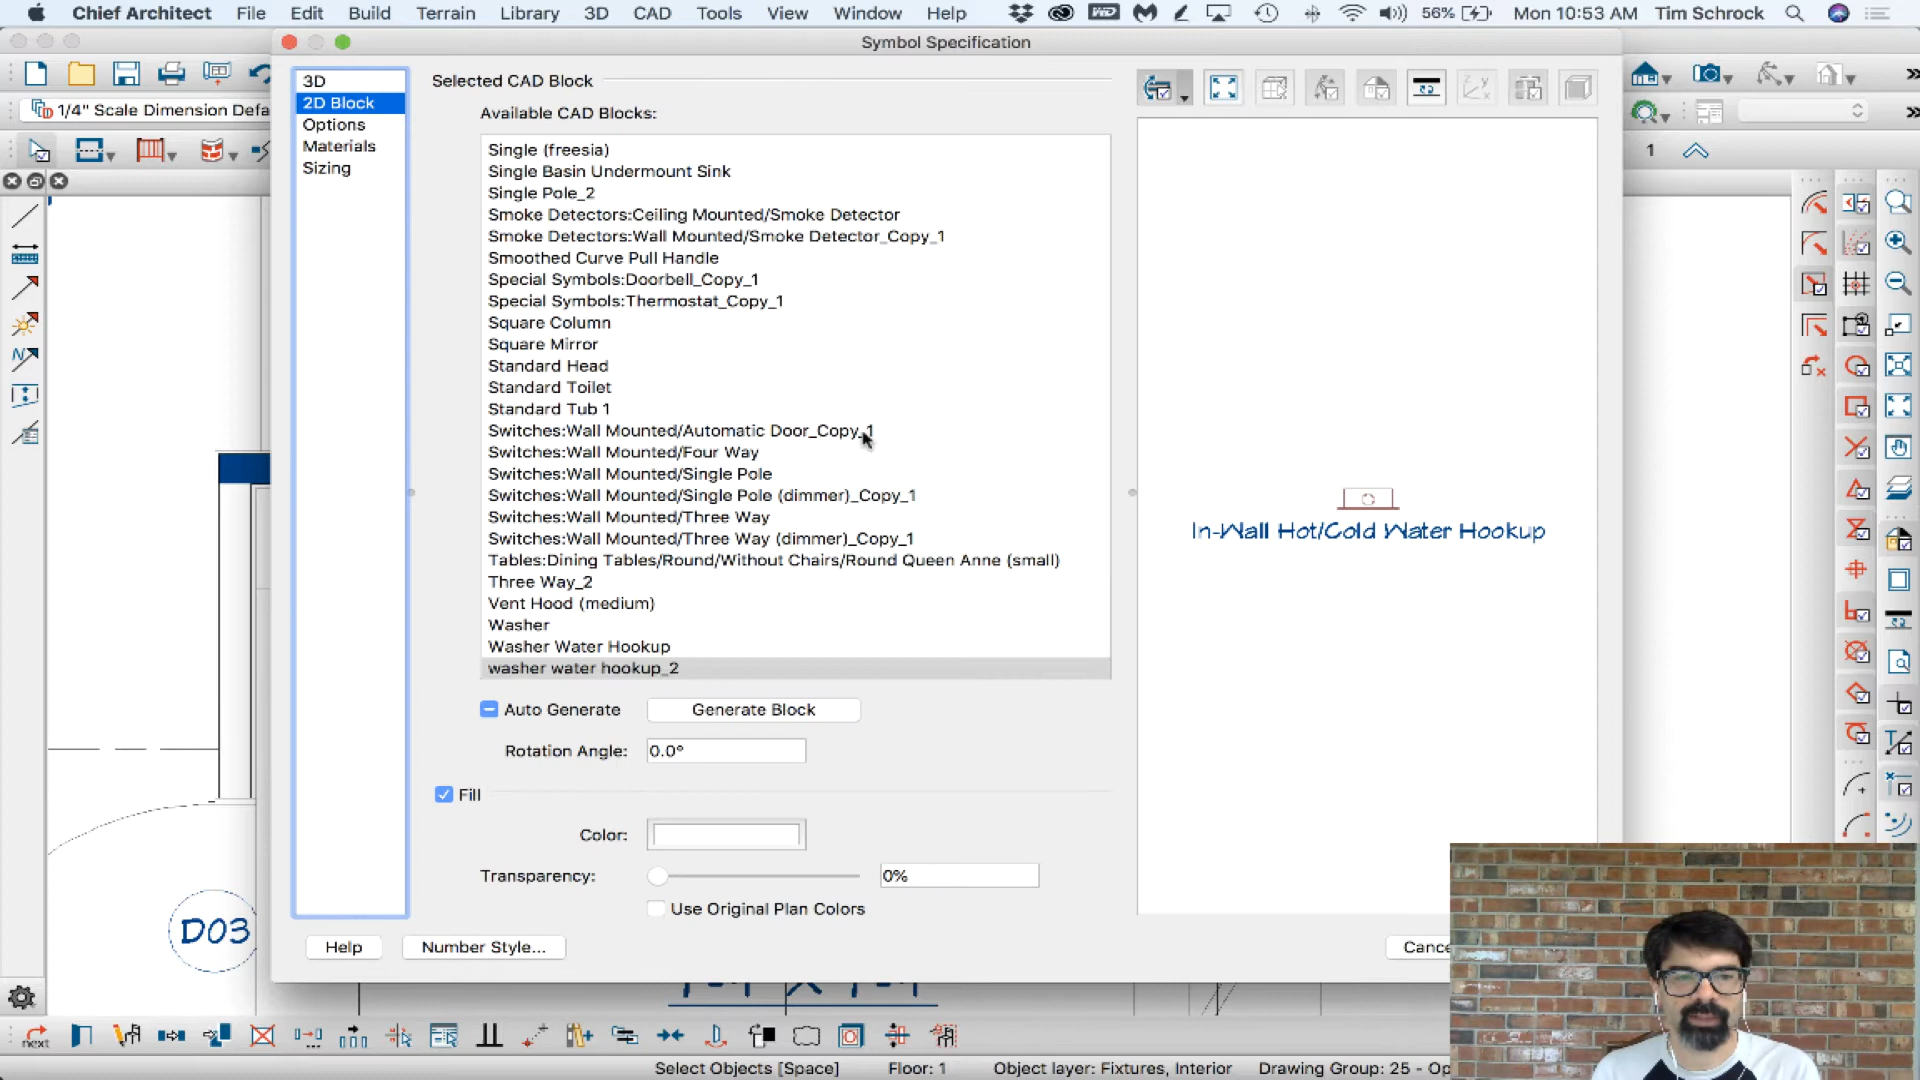 Chief Architect File Edit Build Terrain Library 3D CAD Tools View Window Help 56% Mon 10:53 AM Tim Schrock
Symbol Specification
1/4" Scale Dimension Defa
1
3D
2D Block
Options
Materials
Sizing
Selected CAD Block
Available CAD Blocks:
Single (freesia)
Single Basin Undermount Sink
Single Pole_2
Smoke Detectors:Ceiling Mounted/Smoke Detector
Smoke Detectors:Wall Mounted/Smoke Detector_Copy_1
Smoothed Curve Pull Handle
Special Symbols:Doorbell_Copy_1
Special Symbols:Thermostat_Copy_1
Square Column
Square Mirror
Standard Head
Standard Toilet
Standard Tub 1
Switches:Wall Mounted/Automatic Door_Copy_1
Switches:Wall Mounted/Four Way
Switches:Wall Mounted/Single Pole
Switches:Wall Mounted/Single Pole (dimmer)_Copy_1
Switches:Wall Mounted/Three Way
Switches:Wall Mounted/Three Way (dimmer)_Copy_1
Tables:Dining Tables/Round/Without Chairs/Round Queen Anne (small)
Three Way_2
Vent Hood (medium)
Washer
Washer Water Hookup
washer water hookup_2
In-Wall Hot/Cold Water Hookup
Auto Generate Generate Block
Rotation Angle: 0.0°
Fill
Color:
Transparency: 0%
Use Original Plan Colors
D03
Help Number Style... Cance
next
Select Objects [Space] Floor: 1 Object layer: Fixtures, Interior Drawing Group: 25 - Op